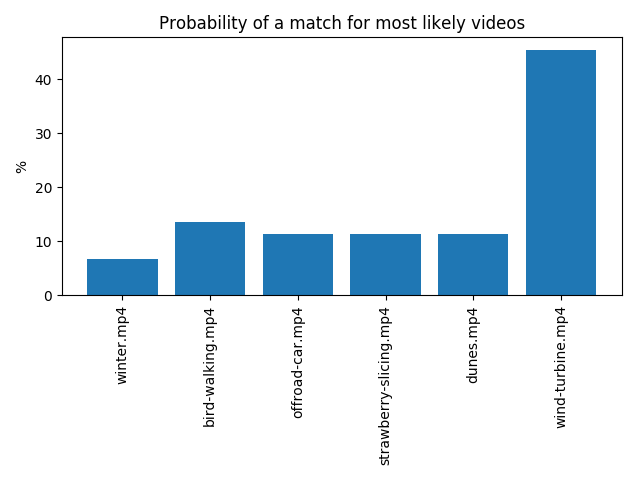 Probability of a match for most likely videos
%
40
30
20
10
0
winter.mp4
bird-walking.mp4
offroad-car.mp4
strawberry-slicing.mp4
dunes.mp4
wind-turbine.mp4